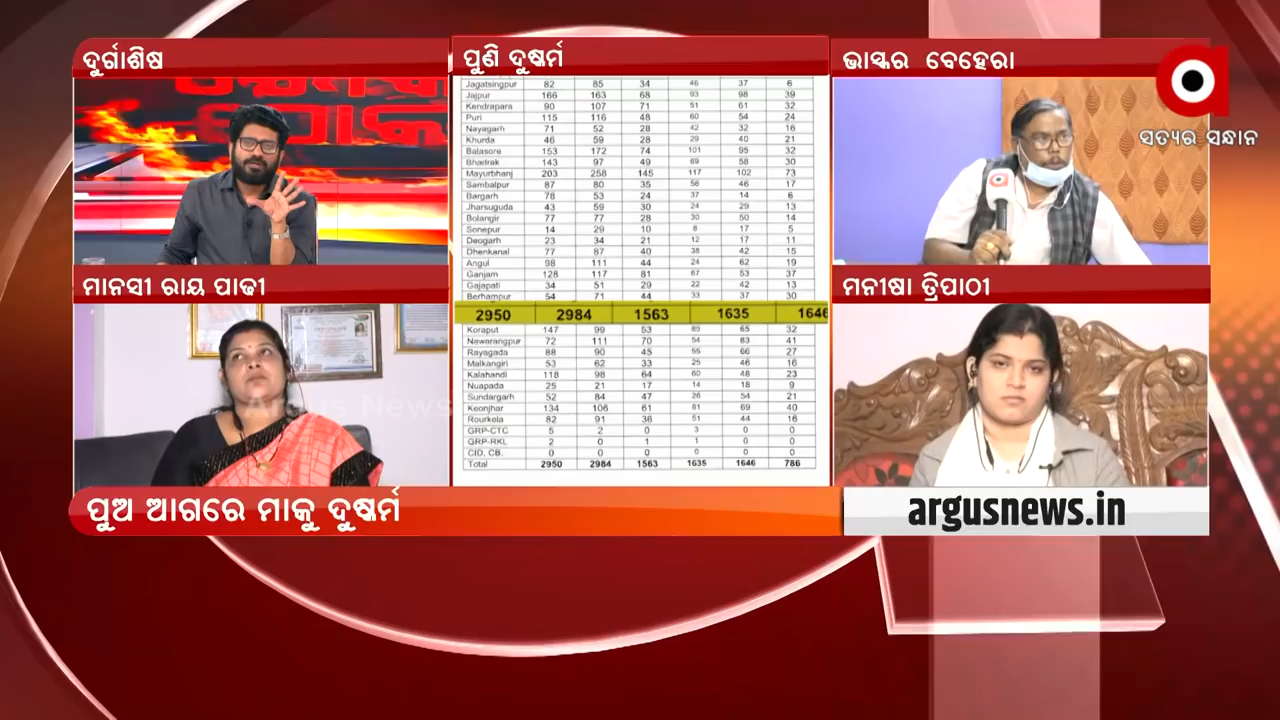 ଦୁର୍ଗାଶିଷ
ପୁଣି ଦୁଷ୍କର୍ମ
ଭାସ୍କର ବେହେରା
ସତ୍ୟର ସନ୍ଧାନ
Jagatsingpur 82 85 34 46 37 6
Jajpur 166 163 68 93 98 39
Kendrapara 90 107 71 51 61 32
Puri 115 116 48 60 54 24
Nayagarh 71 52 28 42 32 16
Khurda 46 59 28 29 40 21
Balasore 153 172 74 101 95 32
Bhadrak 143 97 49 69 58 30
Mayurbhanj 203 258 145 117 102 73
Sambalpur 87 80 35 56 46 17
Bargarh 78 53 24 37 14 6
Jharsuguda 43 59 30 24 29 13
Bolangir 77 77 28 30 50 14
Sonepur 14 29 10 8 17 5
Deogarh 23 34 21 12 17 11
Dhenkanal 77 87 40 38 42 15
Angul 98 111 44 24 62 19
Ganjam 128 117 81 67 53 37
Gajapati 34 51 29 22 42 13
Berhampur 54 71 44 33 37 30
2950 2984 1563 1635 1646
Koraput 147 99 53 89 65 32
Nawarangpur 72 111 70 54 83 41
Rayagada 88 90 45 55 66 27
Malkangiri 53 62 33 25 46 16
Kalahandi 118 98 64 60 48 23
Nuapada 25 21 17 14 18 9
Sundargarh 52 84 47 26 54 21
Keonjhar 134 106 61 81 69 40
Rourkela 82 91 36 51 44 16
GRP-CTC 5 2 0 3 0 0
GRP-RKL 2 0 1 1 0 0
CID, CB. 0 0 0 0 0 0
Total 2950 2984 1563 1635 1646 786
ମାନସୀ ରାୟ ପାଢୀ
ମନୀଷା ତ୍ରିପାଠୀ
Argus News
ପୁଅ ଆଗରେ ମାକୁ ଦୁଷ୍କର୍ମ
argusnews.in